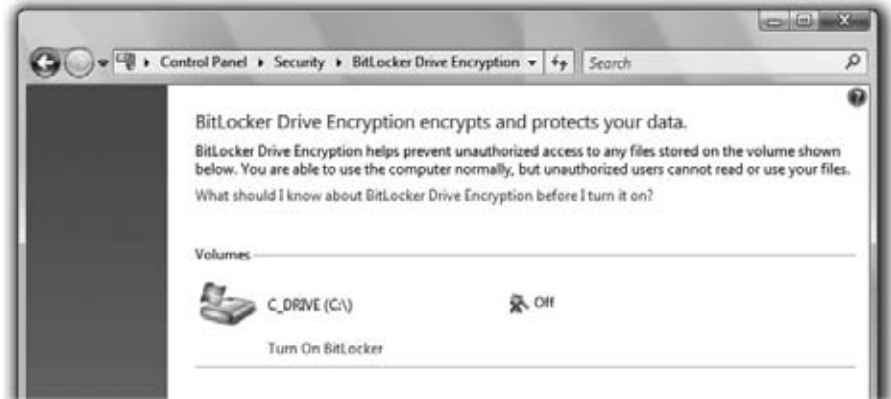 Control Panel ▸ Security ▸ BitLocker Drive Encryption
Search
BitLocker Drive Encryption encrypts and protects your data.
BitLocker Drive Encryption helps prevent unauthorized access to any files stored on the volume shown
below. You are able to use the computer normally, but unauthorized users cannot read or use your files.
What should I know about BitLocker Drive Encryption before I turn it on?
Volumes
C_DRIVE (C:\)
Off
Turn On BitLocker